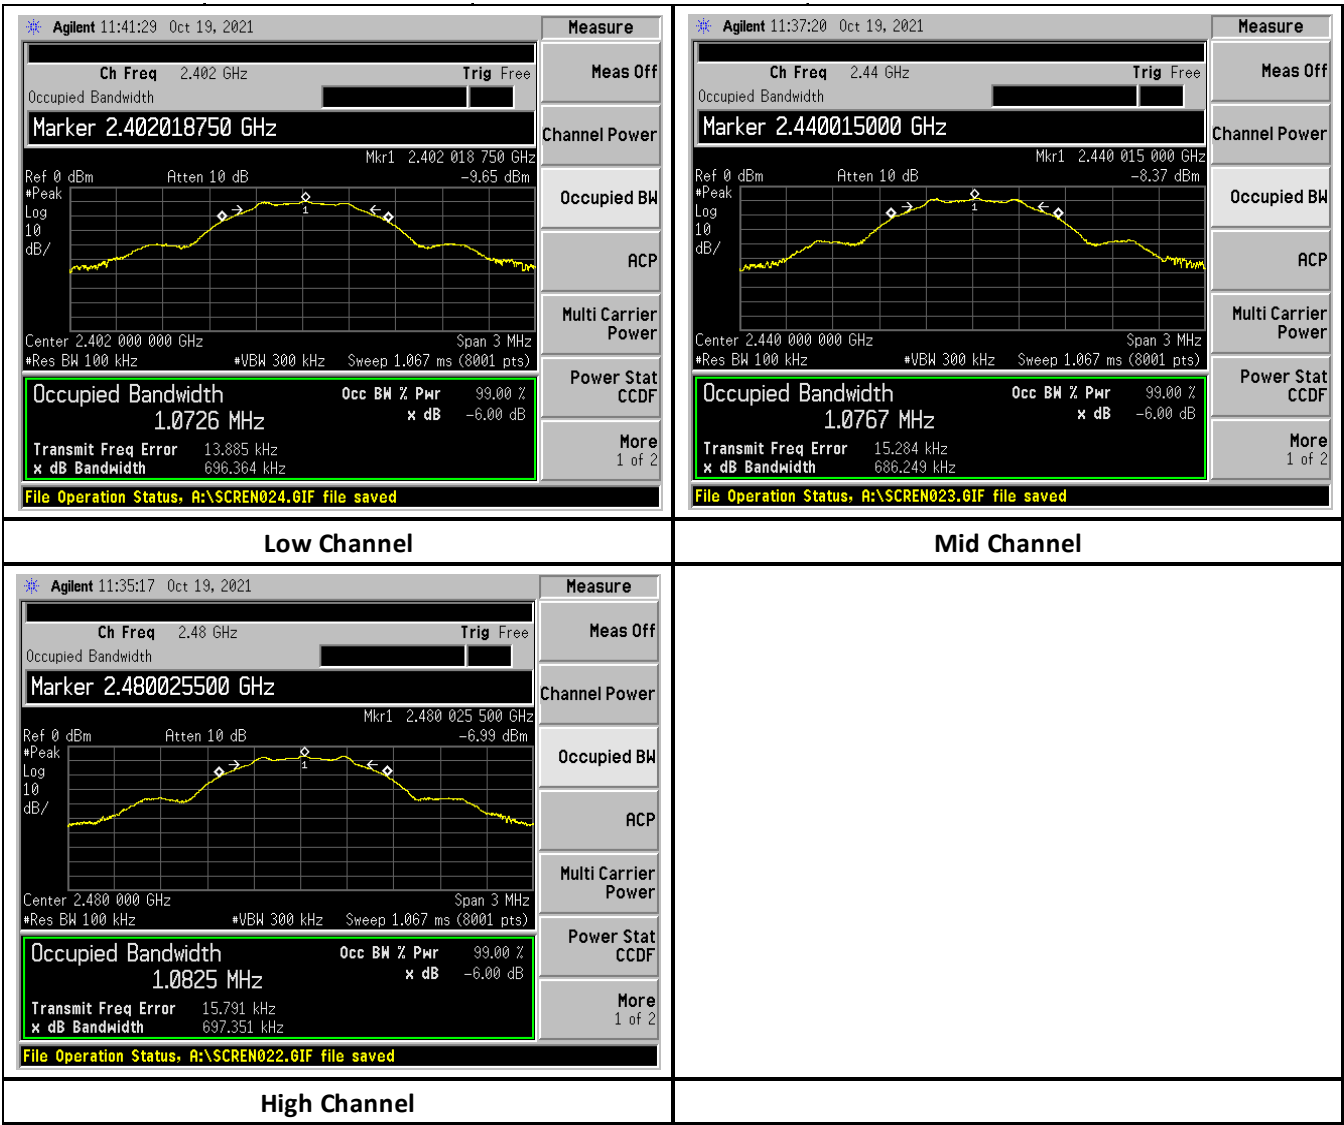 Agilent 11:41:29 Oct 19, 2021
Measure
Ch Freq 2.402 GHz Trig Free
Occupied Bandwidth
Marker 2.402018750 GHz
Mkr1 2.402 018 750 GHz
Ref 0 dBm Atten 10 dB -9.65 dBm
#Peak
Log
10
dB/
Center 2.402 000 000 GHz Span 3 MHz
#Res BW 100 kHz #VBW 300 kHz Sweep 1.067 ms (8001 pts)
Occupied Bandwidth Occ BW % Pwr 99.00 %
1.0726 MHz x dB -6.00 dB
Transmit Freq Error 13.885 kHz
x dB Bandwidth 696.364 kHz
File Operation Status, A:\SCREN024.GIF file saved
Meas Off
Channel Power
Occupied BW
ACP
Multi Carrier
Power
Power Stat
CCDF
More
1 of 2
Low Channel
Agilent 11:37:20 Oct 19, 2021
Measure
Ch Freq 2.44 GHz Trig Free
Occupied Bandwidth
Marker 2.440015000 GHz
Mkr1 2.440 015 000 GHz
Ref 0 dBm Atten 10 dB -8.37 dBm
#Peak
Log
10
dB/
1
Center 2.440 000 000 GHz Span 3 MHz
#Res BW 100 kHz #VBW 300 kHz Sweep 1.067 ms (8001 pts)
Occupied Bandwidth Occ BW % Pwr 99.00 %
1.0767 MHz x dB -6.00 dB
Transmit Freq Error 15.284 kHz
x dB Bandwidth 686.249 kHz
File Operation Status, A:\SCREN023.GIF file saved
Meas Off
Channel Power
Occupied BW
ACP
Multi Carrier
Power
Power Stat
CCDF
More
1 of 2
Mid Channel
Agilent 11:35:17 Oct 19, 2021
Measure
Ch Freq 2.48 GHz Trig Free
Occupied Bandwidth
Marker 2.480025500 GHz
Mkr1 2.480 025 500 GHz
Ref 0 dBm Atten 10 dB -6.99 dBm
#Peak
Log
10
dB/
1
Center 2.480 000 GHz Span 3 MHz
#Res BW 100 kHz #VBW 300 kHz Sweep 1.067 ms (8001 pts)
Occupied Bandwidth Occ BW % Pwr 99.00 %
1.0825 MHz x dB -6.00 dB
Transmit Freq Error 15.791 kHz
x dB Bandwidth 697.351 kHz
File Operation Status, A:\SCREN022.GIF file saved
Meas Off
Channel Power
Occupied BW
ACP
Multi Carrier
Power
Power Stat
CCDF
More
1 of 2
High Channel